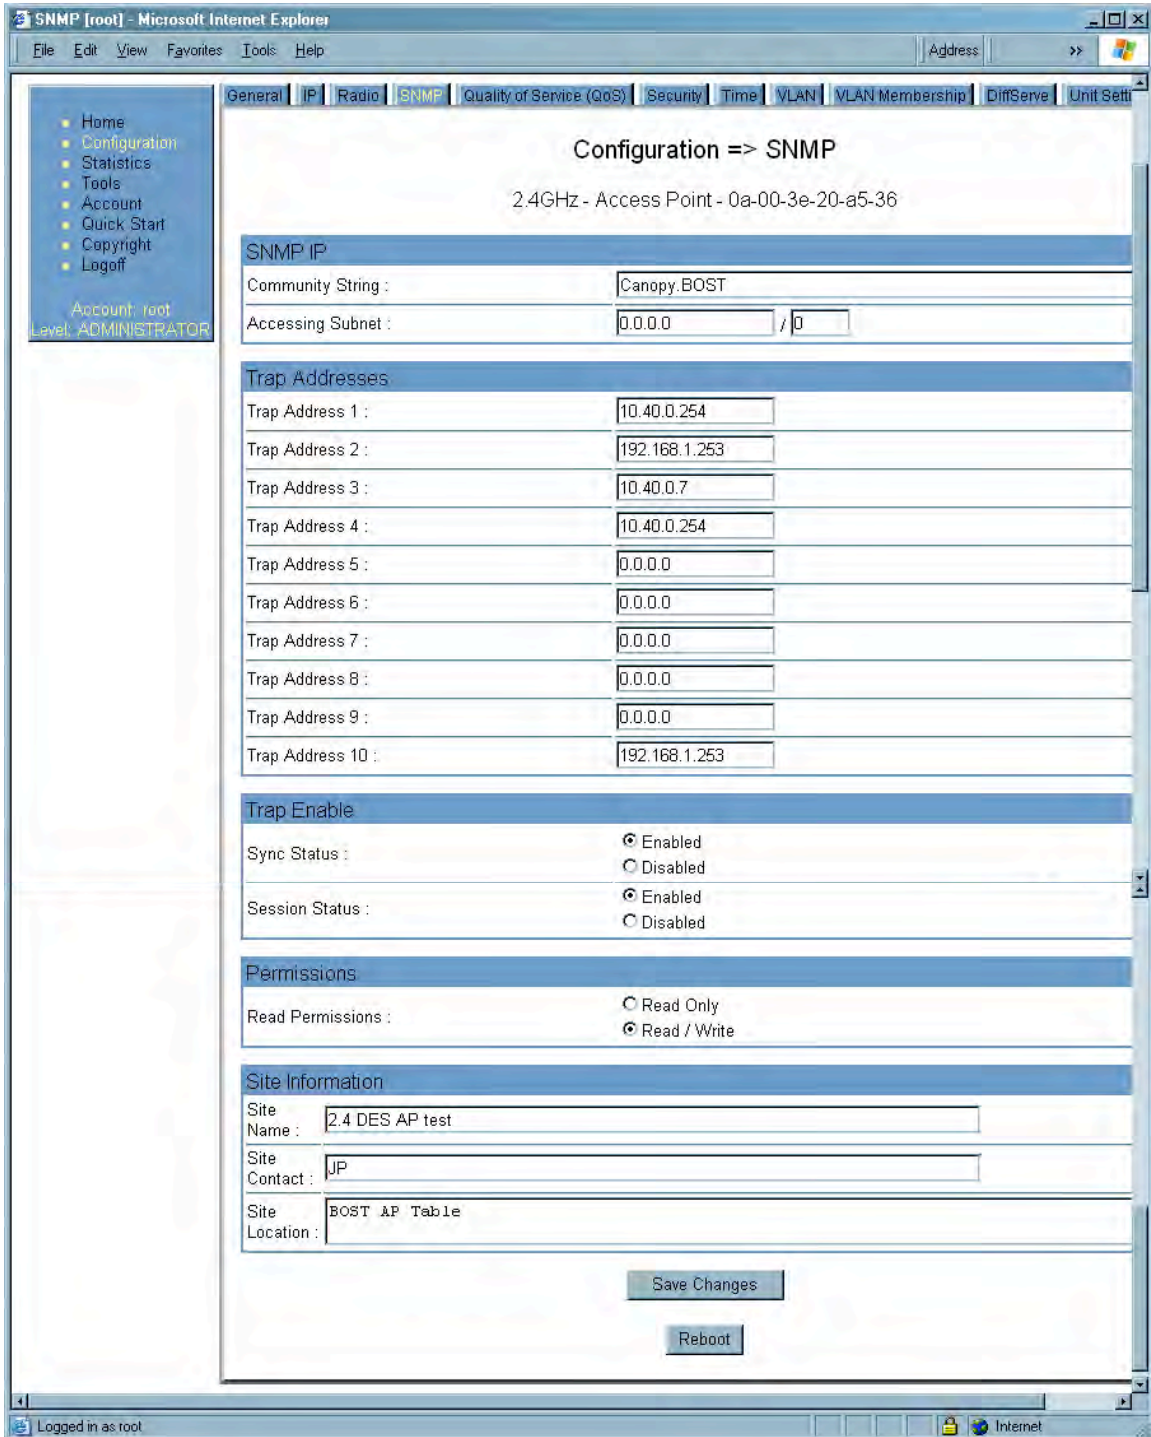 SNMP [root] - Microsoft Internet Explorer
File Edit View Favorites Tools Help Address »
General IP Radio SNMP Quality of Service (QoS) Security Time VLAN VLAN Membership DiffServe Unit Setti
Home
Configuration
Statistics
Tools
Account
Quick Start
Copyright
Logoff
Account: root
Level: ADMINISTRATOR
Configuration => SNMP
2.4GHz - Access Point - 0a-00-3e-20-a5-36
SNMP IP
Community String : Canopy.BOST
Accessing Subnet : 0.0.0.0 / 0
Trap Addresses
Trap Address 1 : 10.40.0.254
Trap Address 2 : 192.168.1.253
Trap Address 3 : 10.40.0.7
Trap Address 4 : 10.40.0.254
Trap Address 5 : 0.0.0.0
Trap Address 6 : 0.0.0.0
Trap Address 7 : 0.0.0.0
Trap Address 8 : 0.0.0.0
Trap Address 9 : 0.0.0.0
Trap Address 10 : 192.168.1.253
Trap Enable
Sync Status :
Enabled
Disabled
Session Status :
Enabled
Disabled
Permissions
Read Permissions :
Read Only
Read / Write
Site Information
Site
Name : 2.4 DES AP test
Site
Contact : JP
Site
Location : BOST AP Table
Save Changes
Reboot
Logged in as root Internet